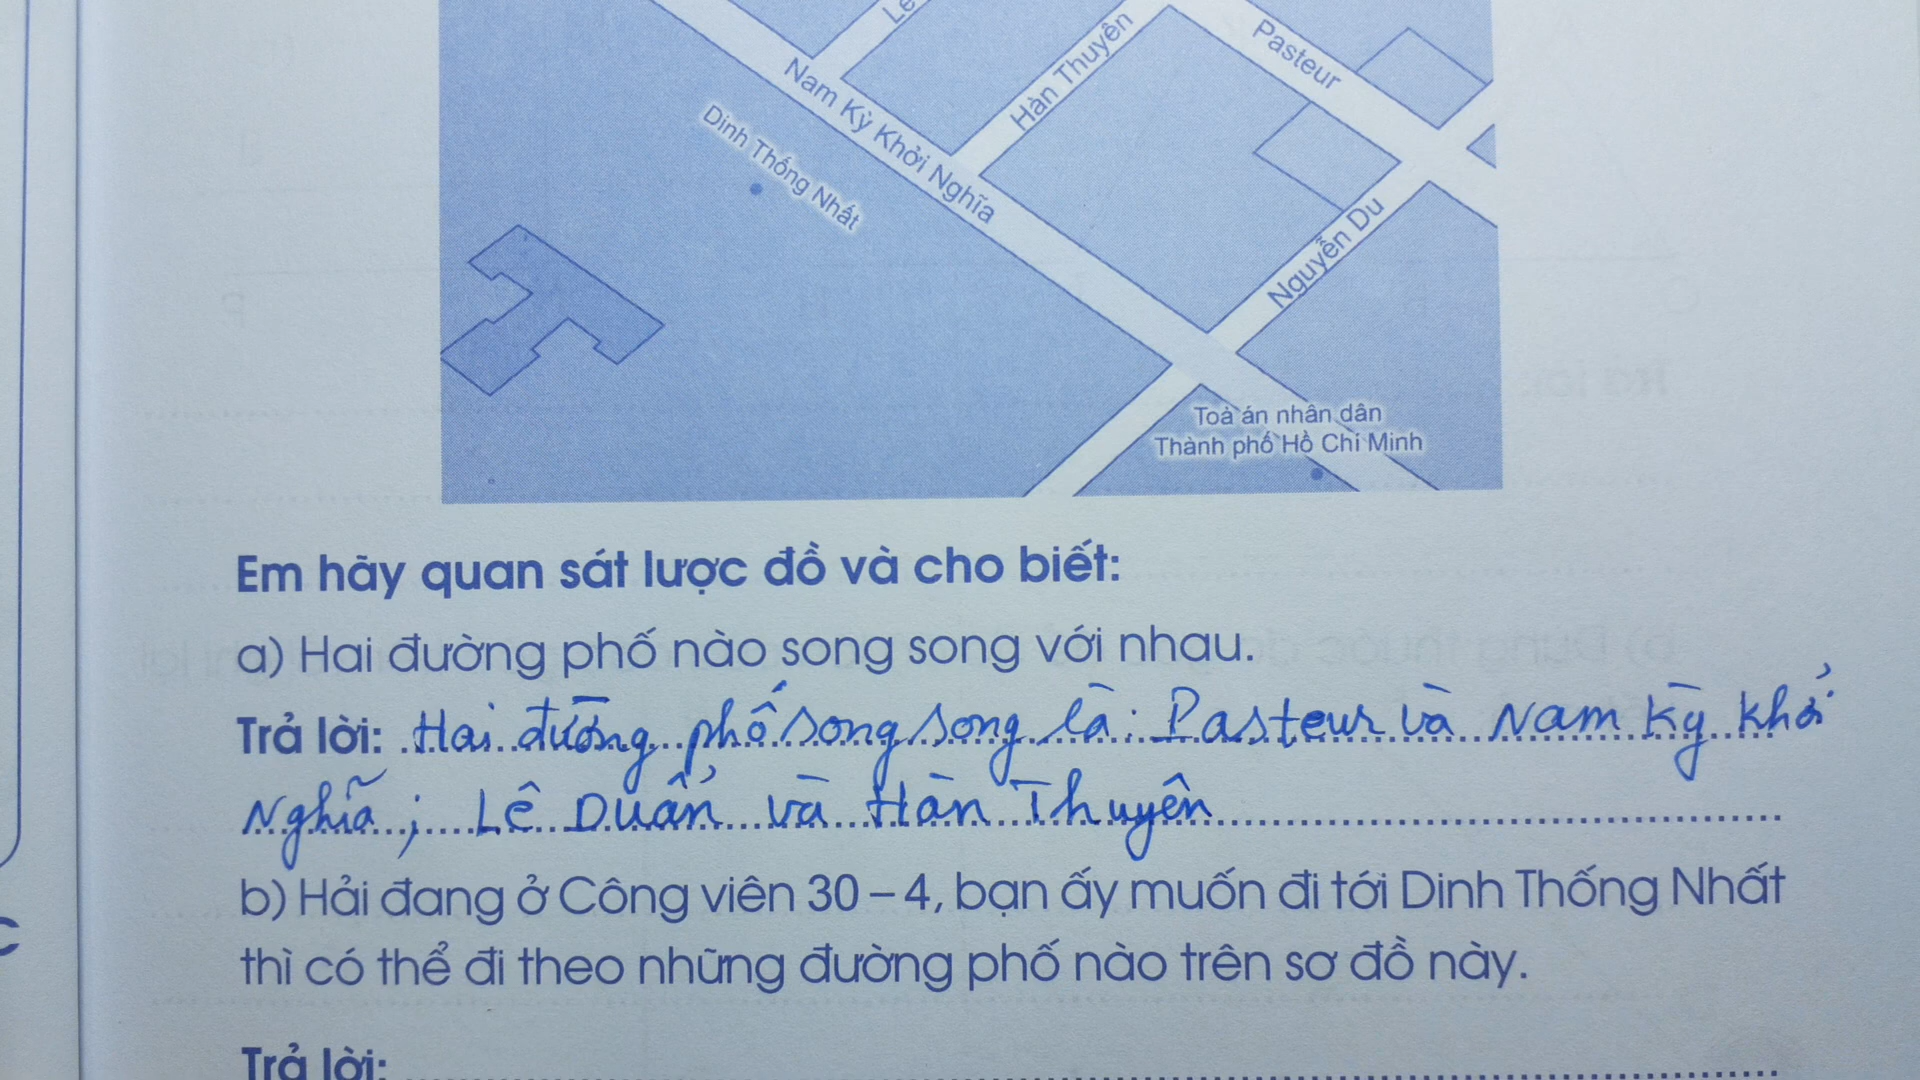 Lê
Hàn Thuyên
Pasteur
Nam Kỳ Khởi Nghĩa
Dinh Thống Nhất
Nguyễn Du
Toà án nhân dân
Thành phố Hồ Chí Minh
Em hãy quan sát lược đồ và cho biết:
a) Hai đường phố nào song song với nhau.
Trả lời: Hai đường phố song song là: Pasteur và Nam Kỳ Khởi
Nghĩa; Lê Duẩn và Hàn Thuyên
b) Hải đang ở Công viên 30 – 4, bạn ấy muốn đi tới Dinh Thống Nhất
thì có thể đi theo những đường phố nào trên sơ đồ này.
Trả lời: